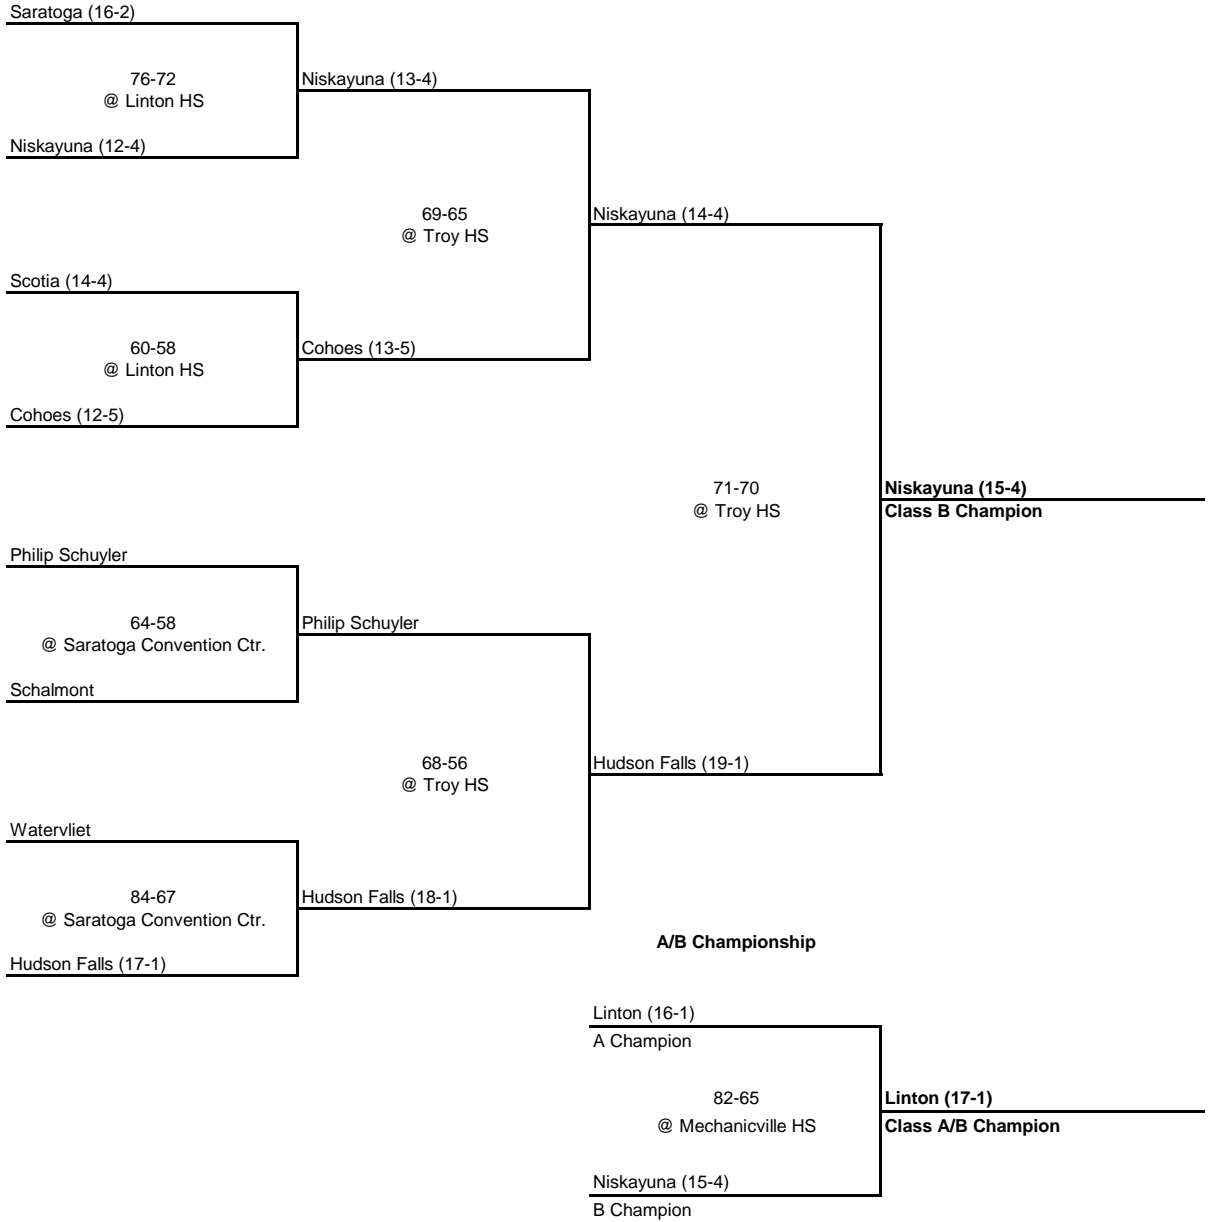 Saratoga (16-2)
76-72
@ Linton HS
Niskayuna (13-4)
Niskayuna (12-4)
69-65
@ Troy HS
Niskayuna (14-4)
Scotia (14-4)
60-58
@ Linton HS
Cohoes (13-5)
Cohoes (12-5)
71-70
@ Troy HS
Niskayuna (15-4)
Class B Champion
Philip Schuyler
64-58
@ Saratoga Convention Ctr.
Philip Schuyler
Schalmont
68-56
@ Troy HS
Hudson Falls (19-1)
Watervliet
84-67
@ Saratoga Convention Ctr.
Hudson Falls (18-1)
Hudson Falls (17-1)
A/B Championship
Linton (16-1)
A Champion
82-65
@ Mechanicville HS
Linton (17-1)
Class A/B Champion
Niskayuna (15-4)
B Champion